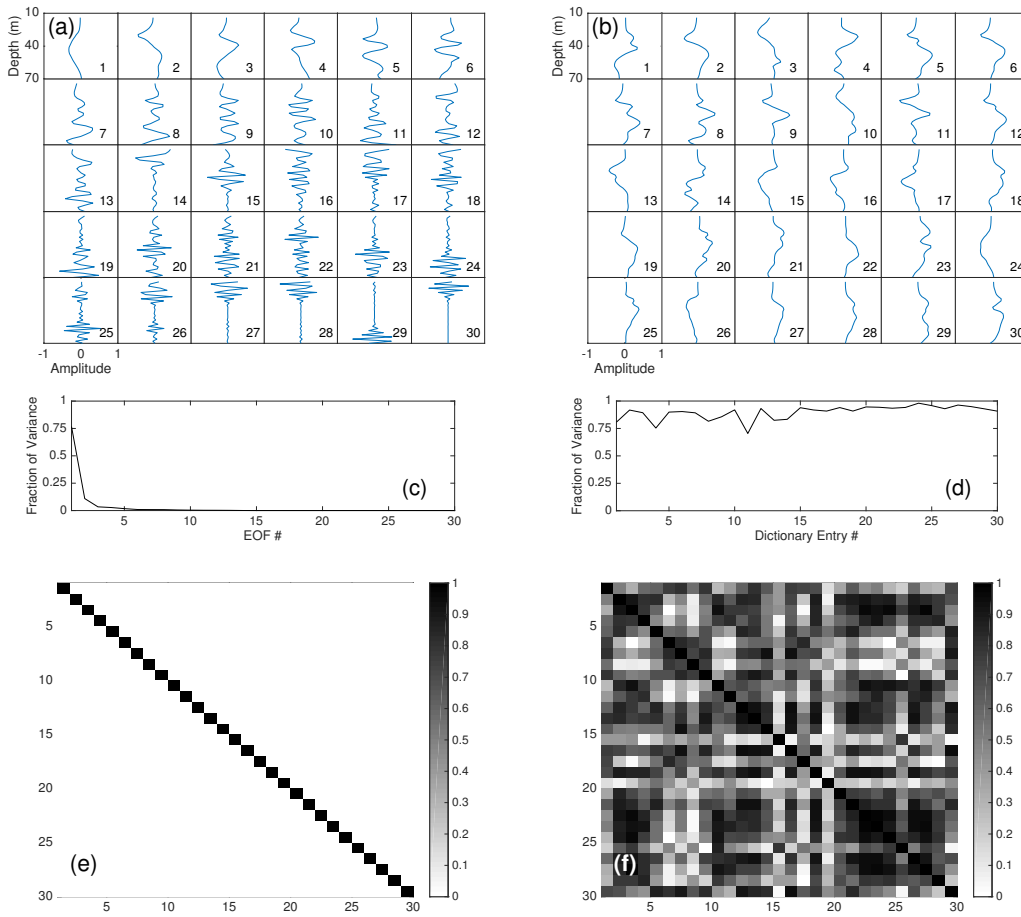 (a)
Depth (m)
10
40
70
1 2 3 4 5 6
7 8 9 10 11 12
13 14 15 16 17 18
19 20 21 22 23 24
25 26 27 28 29 30
-1 0 1
Amplitude
(b)
Depth (m)
10
40
70
1 2 3 4 5 6
7 8 9 10 11 12
13 14 15 16 17 18
19 20 21 22 23 24
25 26 27 28 29 30
-1 0 1
Amplitude
Fraction of Variance
1
0.75
0.5
0.25
0
(c)
5 10 15 20 25 30
EOF #
Fraction of Variance
1
0.75
0.5
0.25
0
(d)
5 10 15 20 25 30
Dictionary Entry #
5
10
15
20
25
30
(e)
5 10 15 20 25 30
1
0.9
0.8
0.7
0.6
0.5
0.4
0.3
0.2
0.1
0
5
10
15
20
25
30
(f)
5 10 15 20 25 30
1
0.9
0.8
0.7
0.6
0.5
0.4
0.3
0.2
0.1
0